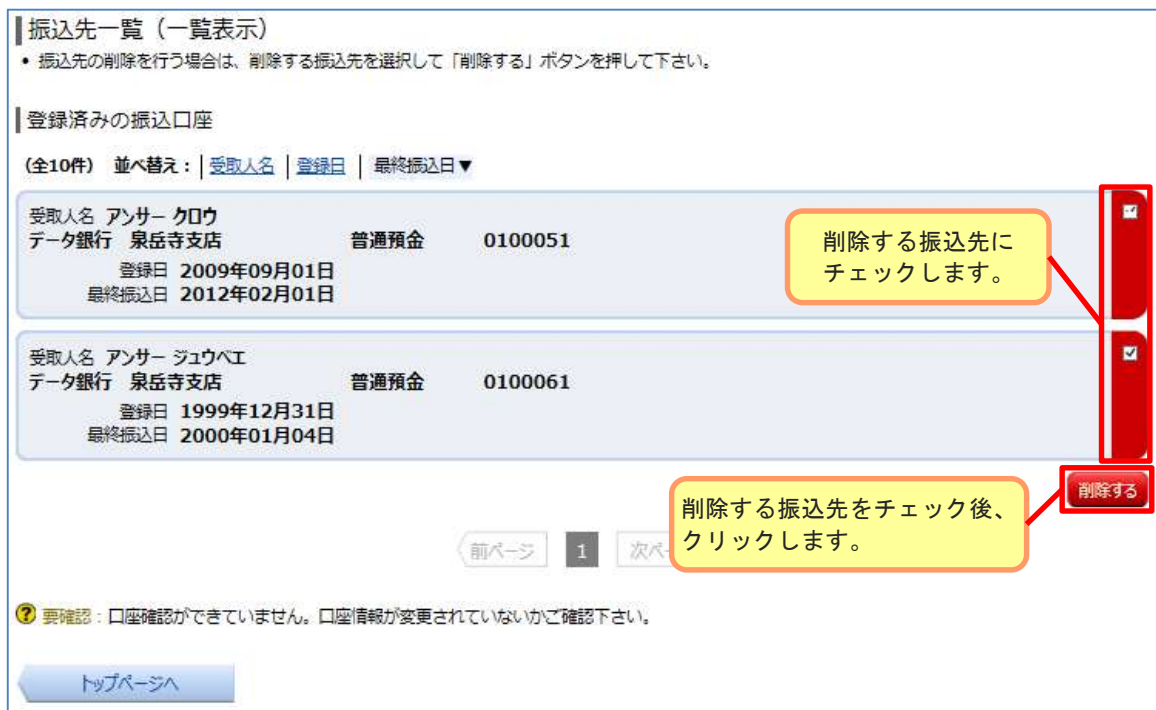 振込先一覧（一覧表示）
• 振込先の削除を行う場合は、削除する振込先を選択して「削除する」ボタンを押して下さい。
登録済みの振込口座
（全10件） 並べ替え：│受取人名│登録日│ 最終振込日▼
受取人名 アンサー クロウ
データ銀行 泉岳寺支店 普通預金 0100051
登録日 2009年09月01日
最終振込日 2012年02月01日
削除する振込先に
チェックします。
受取人名 アンサー ジュウベエ
データ銀行 泉岳寺支店 普通預金 0100061
登録日 1999年12月31日
最終振込日 2000年01月04日
削除する
削除する振込先をチェック後、
クリックします。
前ページ 1 次ペ
? 要確認：口座確認ができていません。口座情報が変更されていないかご確認下さい。
トップページへ